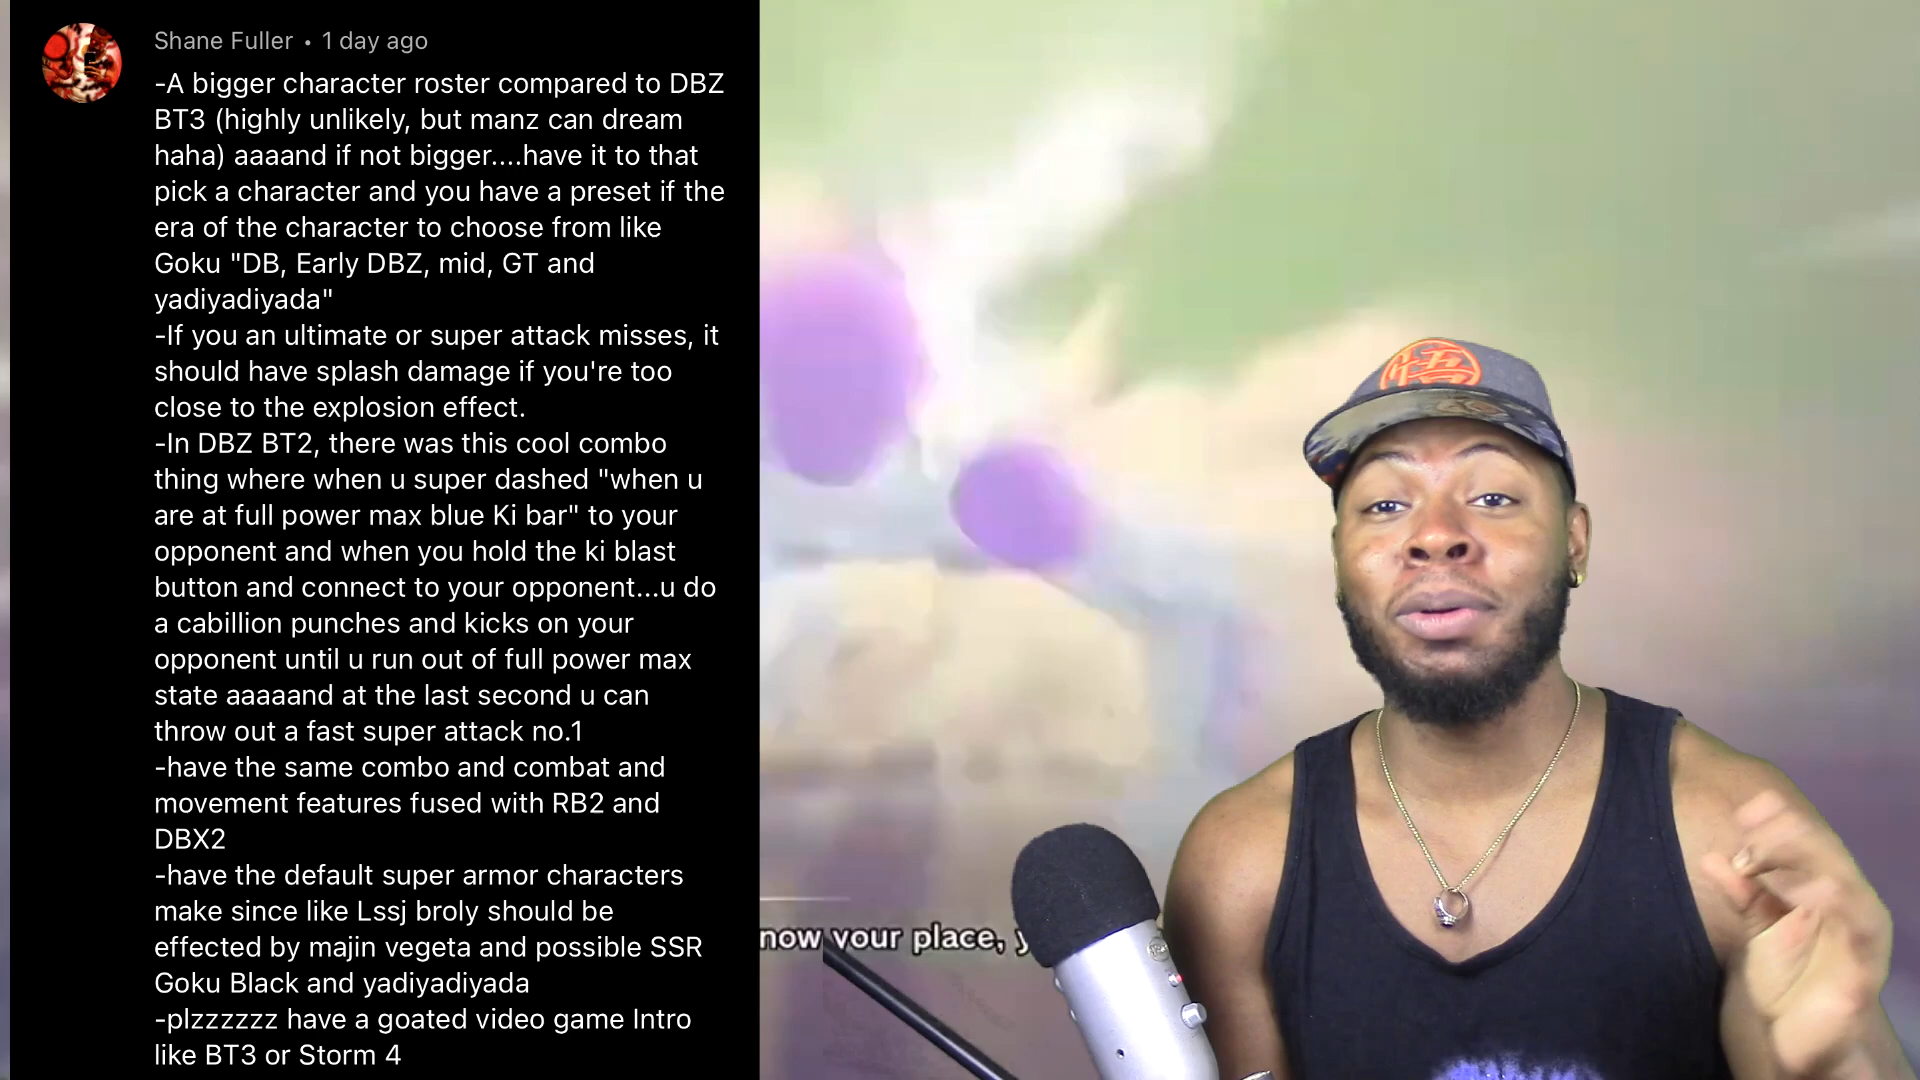 Shane Fuller • 1 day ago
-A bigger character roster compared to DBZ
BT3 (highly unlikely, but manz can dream
haha) aaaand if not bigger....have it to that
pick a character and you have a preset if the
era of the character to choose from like
Goku "DB, Early DBZ, mid, GT and
yadiyadiyada"
-If you an ultimate or super attack misses, it
should have splash damage if you're too
close to the explosion effect.
-In DBZ BT2, there was this cool combo
thing where when u super dashed "when u
are at full power max blue Ki bar" to your
opponent and when you hold the ki blast
button and connect to your opponent...u do
a cabillion punches and kicks on your
opponent until u run out of full power max
state aaaaand at the last second u can
throw out a fast super attack no.1
-have the same combo and combat and
movement features fused with RB2 and
DBX2
-have the default super armor characters
make since like Lssj broly should be
effected by majin vegeta and possible SSR
Goku Black and yadiyadiyada
-plzzzzzz have a goated video game Intro
like BT3 or Storm 4
now your place,